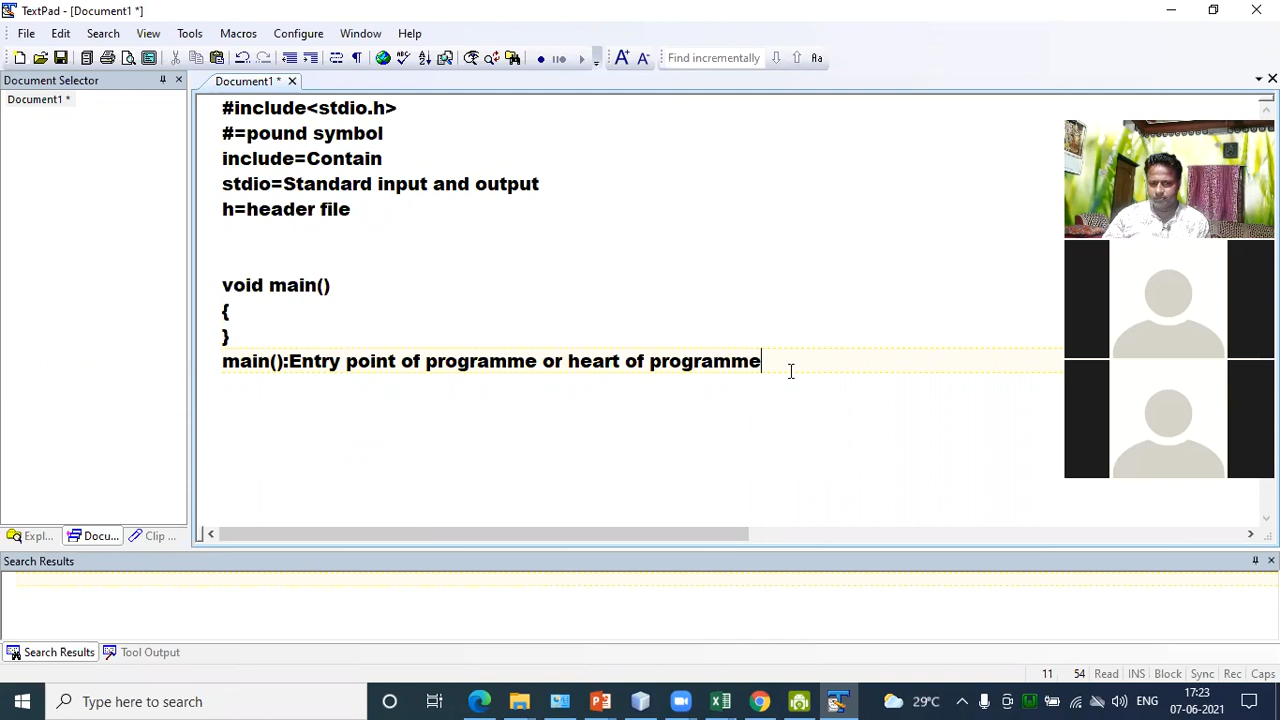 TextPad - [Document1 *]
File Edit Search View Tools Macros Configure Window Help
Find incrementally
Document Selector
Document1 *
Document1 *
#include<stdio.h>
#=pound symbol
include=Contain
stdio=Standard input and output
h=header file
void main()
{
}
main():Entry point of programme or heart of programme
Expl... Docu... Clip ...
Search Results
Search Results Tool Output
11 54 Read INS Block Sync Rec Caps
Type here to search
29°C ENG
17:23
07-06-2021